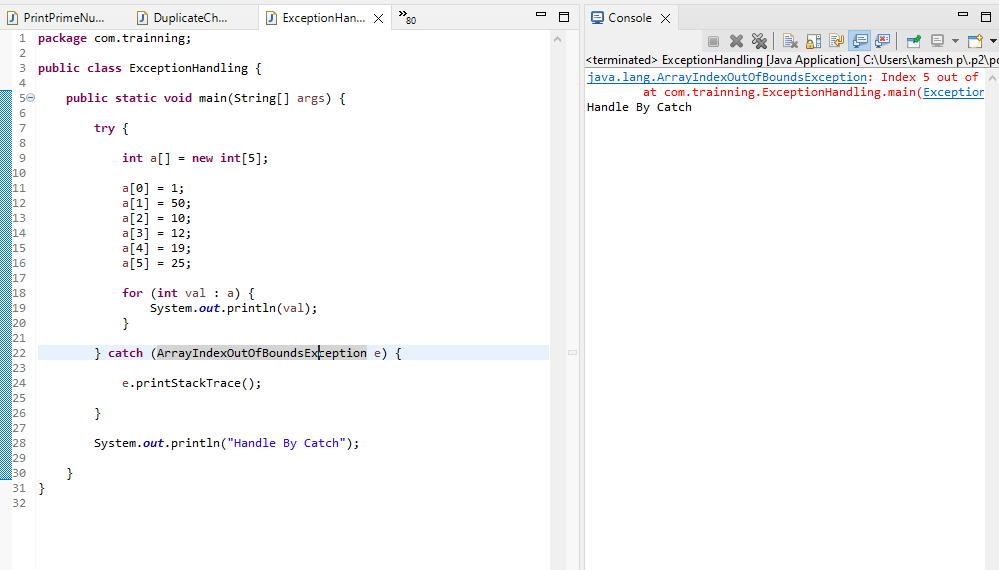 PrintPrimeNu...
DuplicateCh...
ExceptionHan...
»80
1 package com.trainning;
2
3 public class ExceptionHandling {
4
5 public static void main(String[] args) {
6
7 try {
8
9 int a[] = new int[5];
10
11 a[0] = 1;
12 a[1] = 50;
13 a[2] = 10;
14 a[3] = 12;
15 a[4] = 19;
16 a[5] = 25;
17
18 for (int val : a) {
19 System.out.println(val);
20 }
21
22 } catch (ArrayIndexOutOfBoundsException e) {
23
24 e.printStackTrace();
25
26 }
27
28 System.out.println("Handle By Catch");
29
30 }
31 }
32
Console
<terminated> ExceptionHandling [Java Application] C:\Users\kamesh p\.p2\po
java.lang.ArrayIndexOutOfBoundsException: Index 5 out of
at com.trainning.ExceptionHandling.main(Exception
Handle By Catch